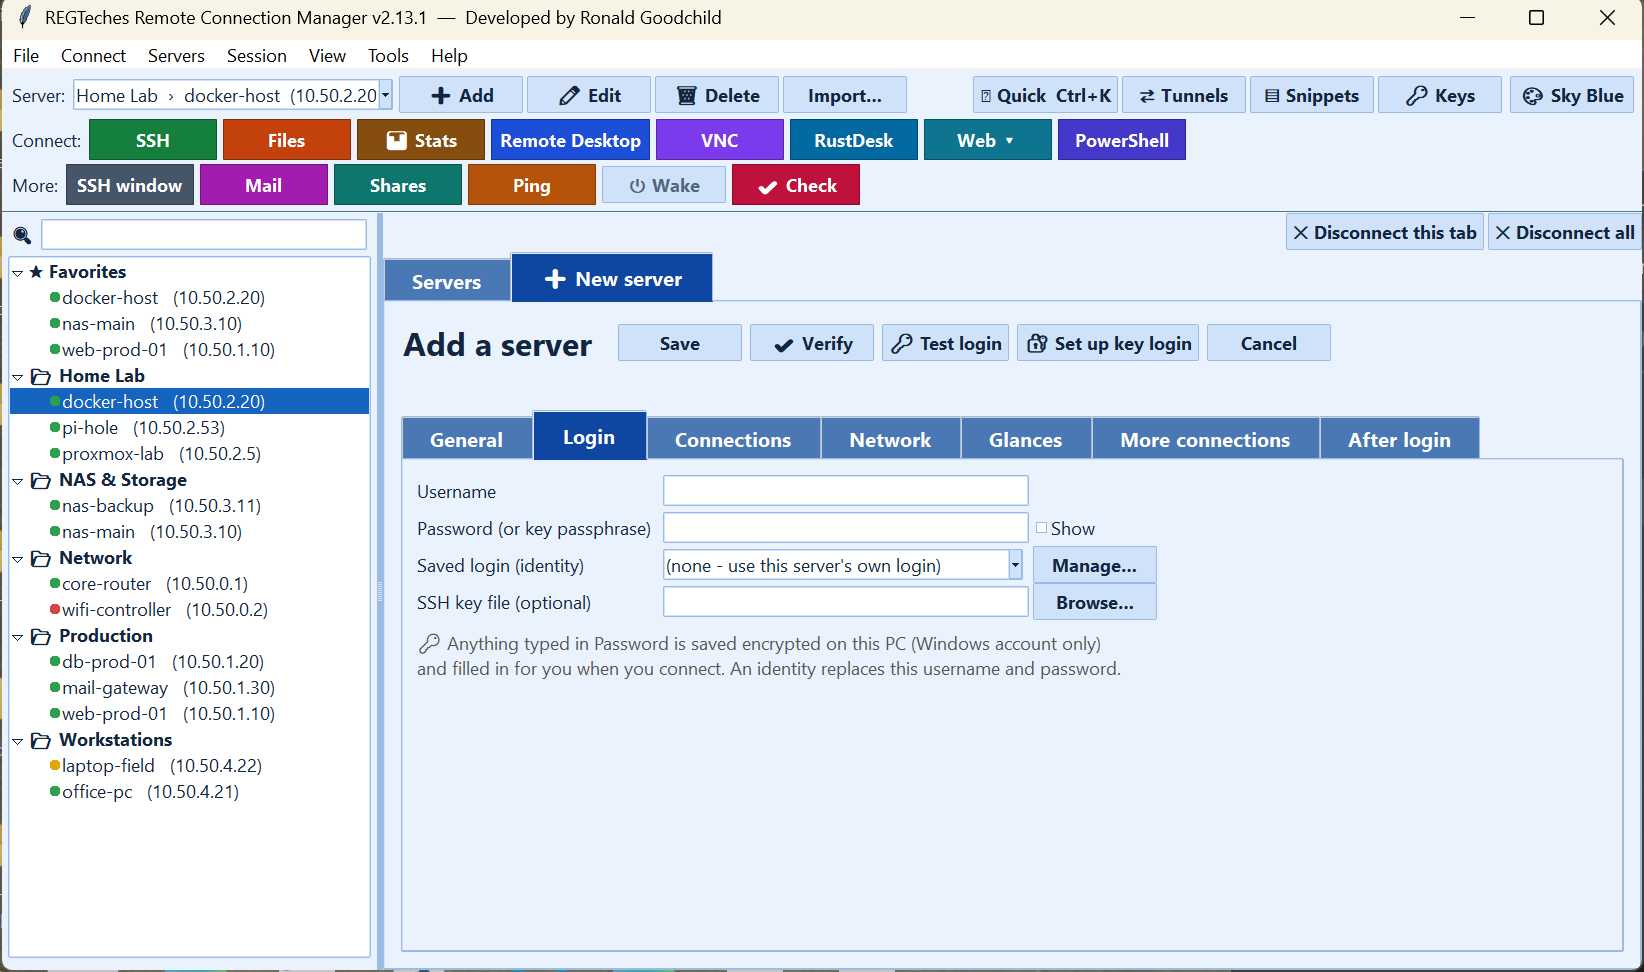 REGTeches Remote Connection Manager v2.13.1 — Developed by Ronald Goodchild
File Connect Servers Session View Tools Help
Server: Home Lab › docker-host (10.50.2.20 Add Edit Delete Import... Quick Ctrl+K Tunnels Snippets Keys Sky Blue
Connect: SSH Files Stats Remote Desktop VNC RustDesk Web PowerShell
More: SSH window Mail Shares Ping Wake Check
Disconnect this tab Disconnect all
Favorites
docker-host (10.50.2.20)
nas-main (10.50.3.10)
web-prod-01 (10.50.1.10)
Home Lab
docker-host (10.50.2.20)
pi-hole (10.50.2.53)
proxmox-lab (10.50.2.5)
NAS & Storage
nas-backup (10.50.3.11)
nas-main (10.50.3.10)
Network
core-router (10.50.0.1)
wifi-controller (10.50.0.2)
Production
db-prod-01 (10.50.1.20)
mail-gateway (10.50.1.30)
web-prod-01 (10.50.1.10)
Workstations
laptop-field (10.50.4.22)
office-pc (10.50.4.21)
Servers New server
Add a server Save Verify Test login Set up key login Cancel
General Login Connections Network Glances More connections After login
Username
Password (or key passphrase) Show
Saved login (identity) (none - use this server's own login) Manage...
SSH key file (optional) Browse...
Anything typed in Password is saved encrypted on this PC (Windows account only)
and filled in for you when you connect. An identity replaces this username and password.